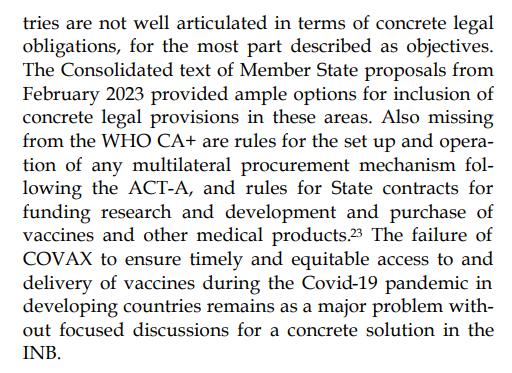 tries are not well articulated in terms of concrete legal
obligations, for the most part described as objectives.
The Consolidated text of Member State proposals from
February 2023 provided ample options for inclusion of
concrete legal provisions in these areas. Also missing
from the WHO CA+ are rules for the set up and opera-
tion of any multilateral procurement mechanism fol-
lowing the ACT-A, and rules for State contracts for
funding research and development and purchase of
vaccines and other medical products.23 The failure of
COVAX to ensure timely and equitable access to and
delivery of vaccines during the Covid-19 pandemic in
developing countries remains as a major problem with-
out focused discussions for a concrete solution in the
INB.